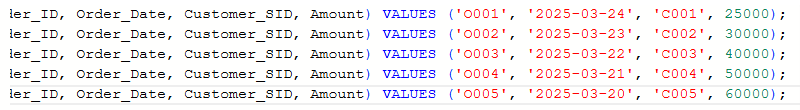 der_ID, Order_Date, Customer_SID, Amount) VALUES ('O001', '2025-03-24', 'C001', 25000);
der_ID, Order_Date, Customer_SID, Amount) VALUES ('O002', '2025-03-23', 'C002', 30000);
der_ID, Order_Date, Customer_SID, Amount) VALUES ('O003', '2025-03-22', 'C003', 40000);
der_ID, Order_Date, Customer_SID, Amount) VALUES ('O004', '2025-03-21', 'C004', 50000);
der_ID, Order_Date, Customer_SID, Amount) VALUES ('O005', '2025-03-20', 'C005', 60000);